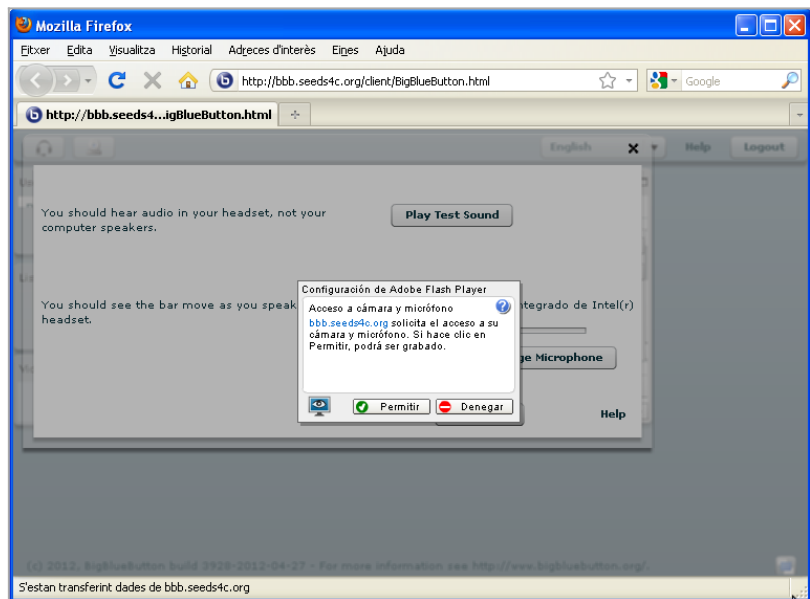 Mozilla Firefox
Fitxer Edita Visualitza Historial Adreces d'interès Eines Ajuda
http://bbb.seeds4c.org/client/BigBlueButton.html
Google
http://bbb.seeds4...igBlueButton.html
English Help Logout
You should hear audio in your headset, not your
computer speakers.
Play Test Sound
Configuración de Adobe Flash Player
Acceso a cámara y micrófono
bbb.seeds4c.org solicita el acceso a su
cámara y micrófono. Si hace clic en
Permitir, podrá ser grabado.
Permitir Denegar
You should see the bar move as you speak
headset.
tegrado de Intel(r)
ge Microphone
Help
(c) 2012, BigBlueButton build 3928-2012-04-27 - For more information see http://www.bigbluebutton.org/.
S'estan transferint dades de bbb.seeds4c.org